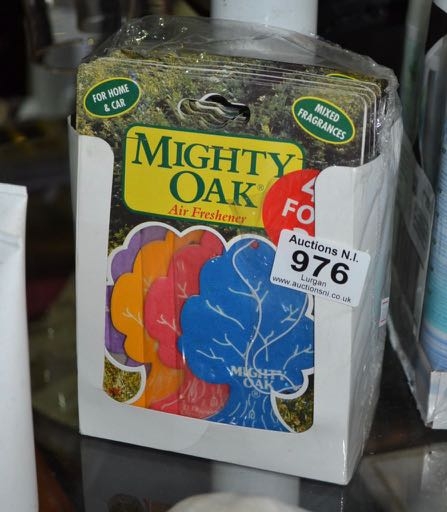 FOR HOME
& CAR
MIXED
FRAGRANCES
MIGHTY
OAK®
Air Freshener
4
FO
Auctions N.I.
976
Lurgan
www.auctionsni.co.uk
MIGHTY
OAK